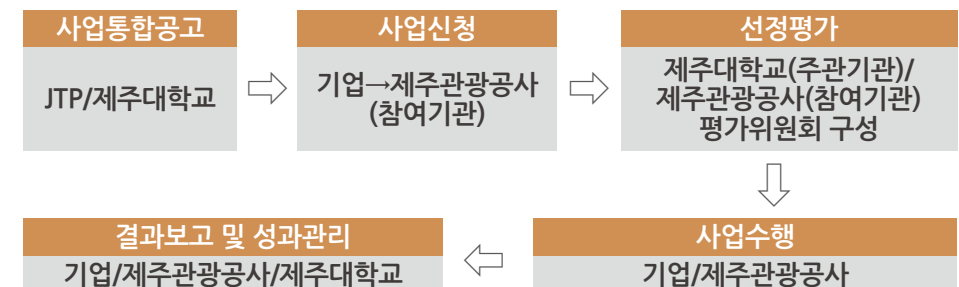 사업통합공고
JTP/제주대학교
사업신청
기업→제주관광공사
(참여기관)
선정평가
제주대학교(주관기관)/
제주관광공사(참여기관)
평가위원회 구성
사업수행
기업/제주관광공사
결과보고 및 성과관리
기업/제주관광공사/제주대학교